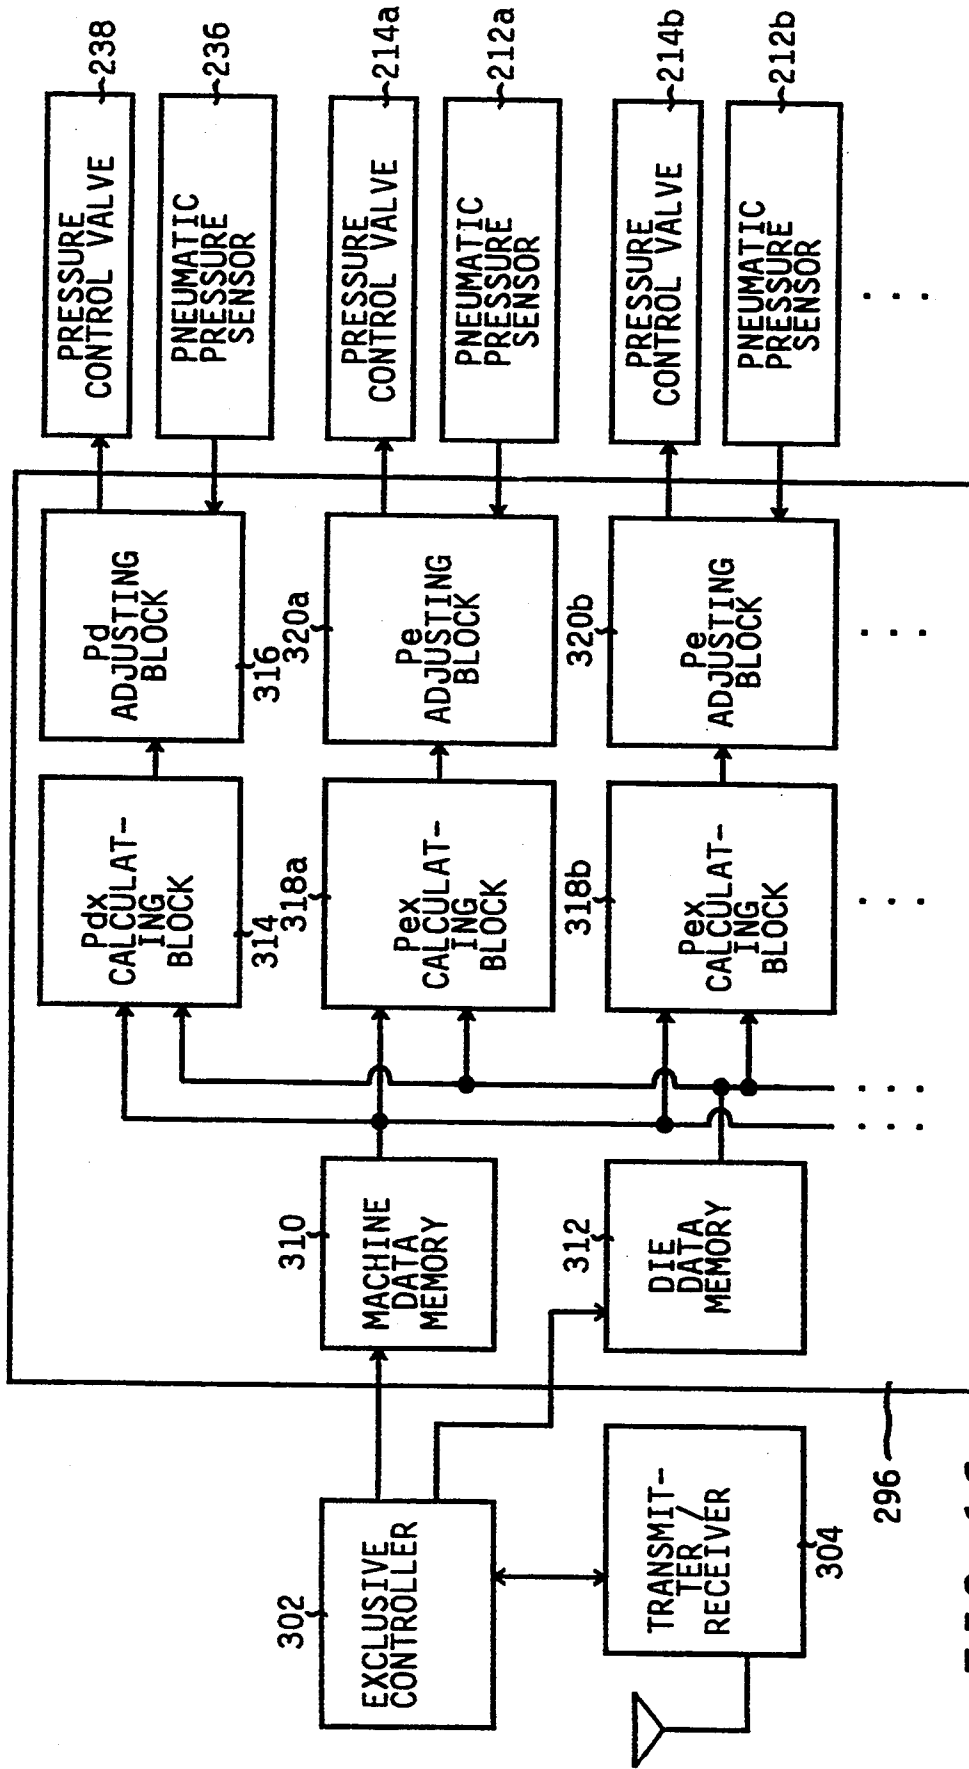 302
EXCLUSIVE
CONTROLLER
TRANSMIT-
TER/
RECEIVER
304
296
310
MACHINE
DATA
MEMORY
312
DIE
DATA
MEMORY
Pdx
CALCULAT-
ING
BLOCK
314
318a
Pex
CALCULAT-
ING
BLOCK
318b
Pex
CALCULAT-
ING
BLOCK
Pd
ADJUSTING
BLOCK
316
320a
Pe
ADJUSTING
BLOCK
320b
Pe
ADJUSTING
BLOCK
PRESSURE
CONTROL VALVE
238
PNEUMATIC
PRESSURE
SENSOR
236
PRESSURE
CONTROL VALVE
214a
PNEUMATIC
PRESSURE
SENSOR
212a
PRESSURE
CONTROL VALVE
214b
PNEUMATIC
PRESSURE
SENSOR
212b